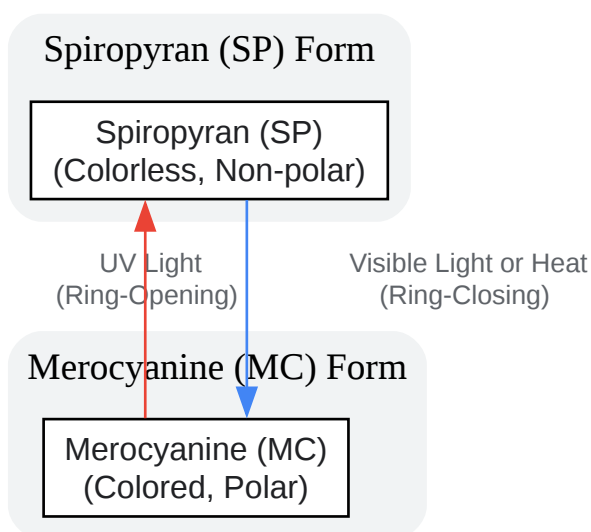 Spiropyran (SP) Form
Spiropyran (SP)
(Colorless, Non-polar)
UV Light
(Ring-Opening)
Visible Light or Heat
(Ring-Closing)
Merocyanine (MC) Form
Merocyanine (MC)
(Colored, Polar)